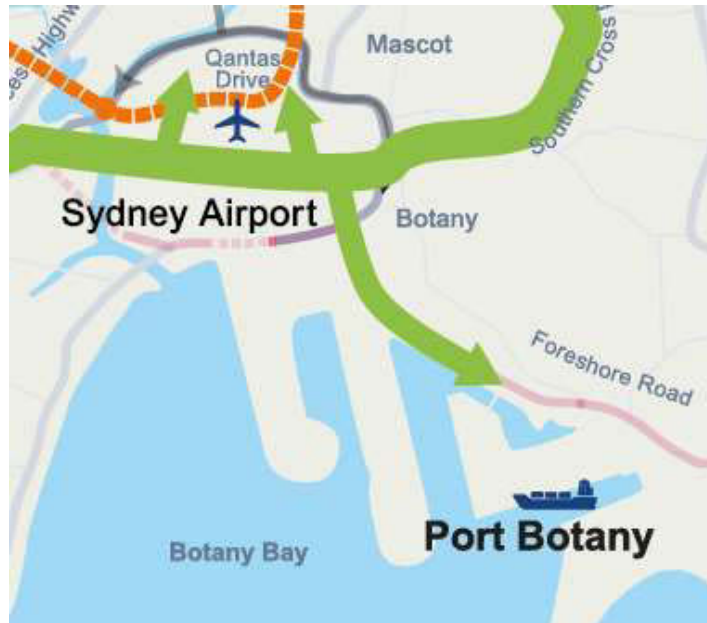 Mascot
Qantas
Drive
Southern Cross
Sydney Airport
Botany
Foreshore Road
Botany Bay
Port Botany